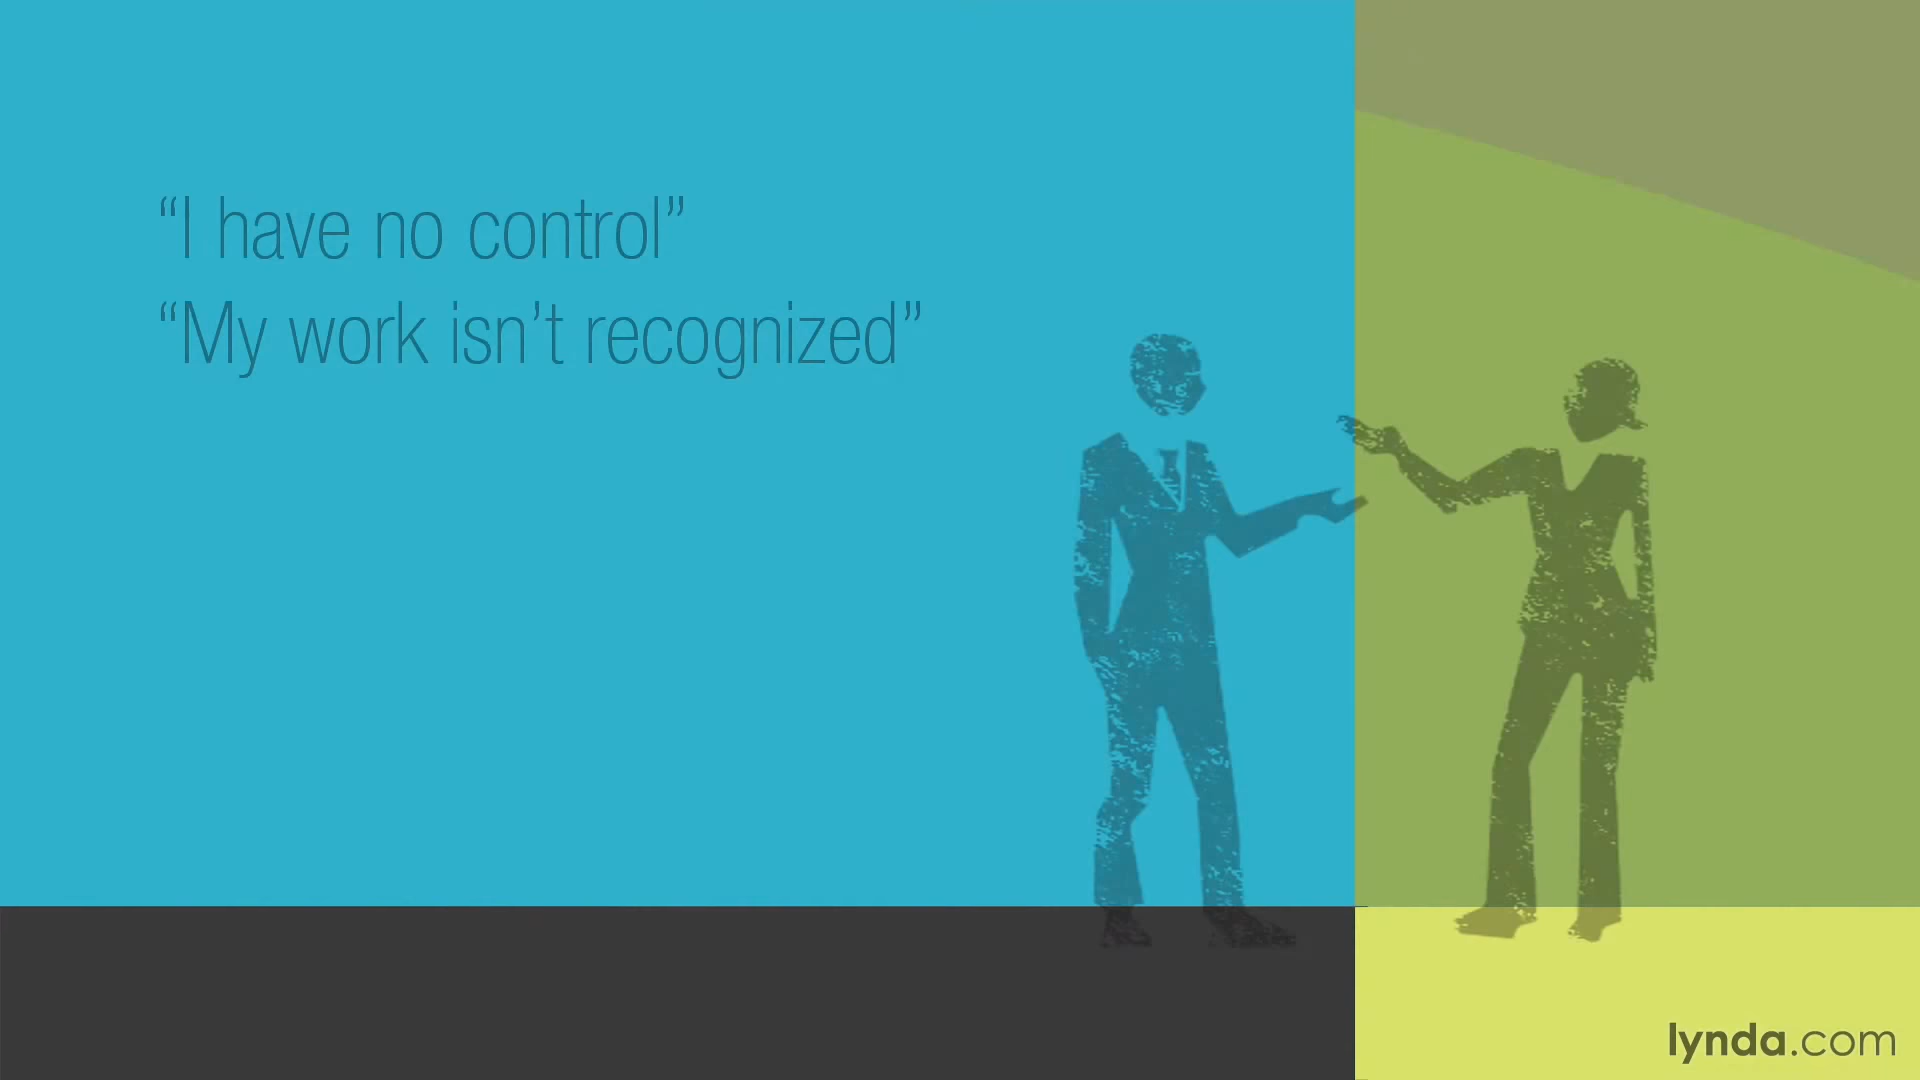 “I have no control”
“My work isn’t recognized”
lynda.com